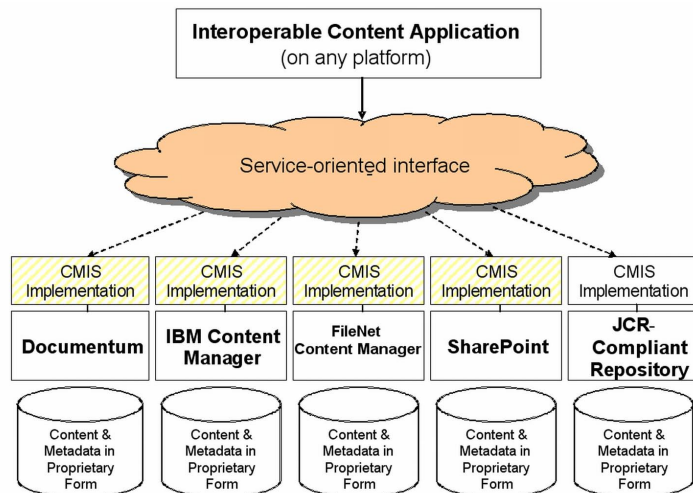 Interoperable Content Application
(on any platform)
Service-oriented interface
CMIS
Implementation
CMIS
Implementation
CMIS
Implementation
CMIS
Implementation
CMIS
Implementation
Documentum
IBM Content
Manager
FileNet
Content Manager
SharePoint
JCR-
Compliant
Repository
Content &
Metadata in
Proprietary
Form
Content &
Metadata in
Proprietary
Form
Content &
Metadata in
Proprietary
Form
Content &
Metadata in
Proprietary
Form
Content &
Metadata in
Proprietary
Form